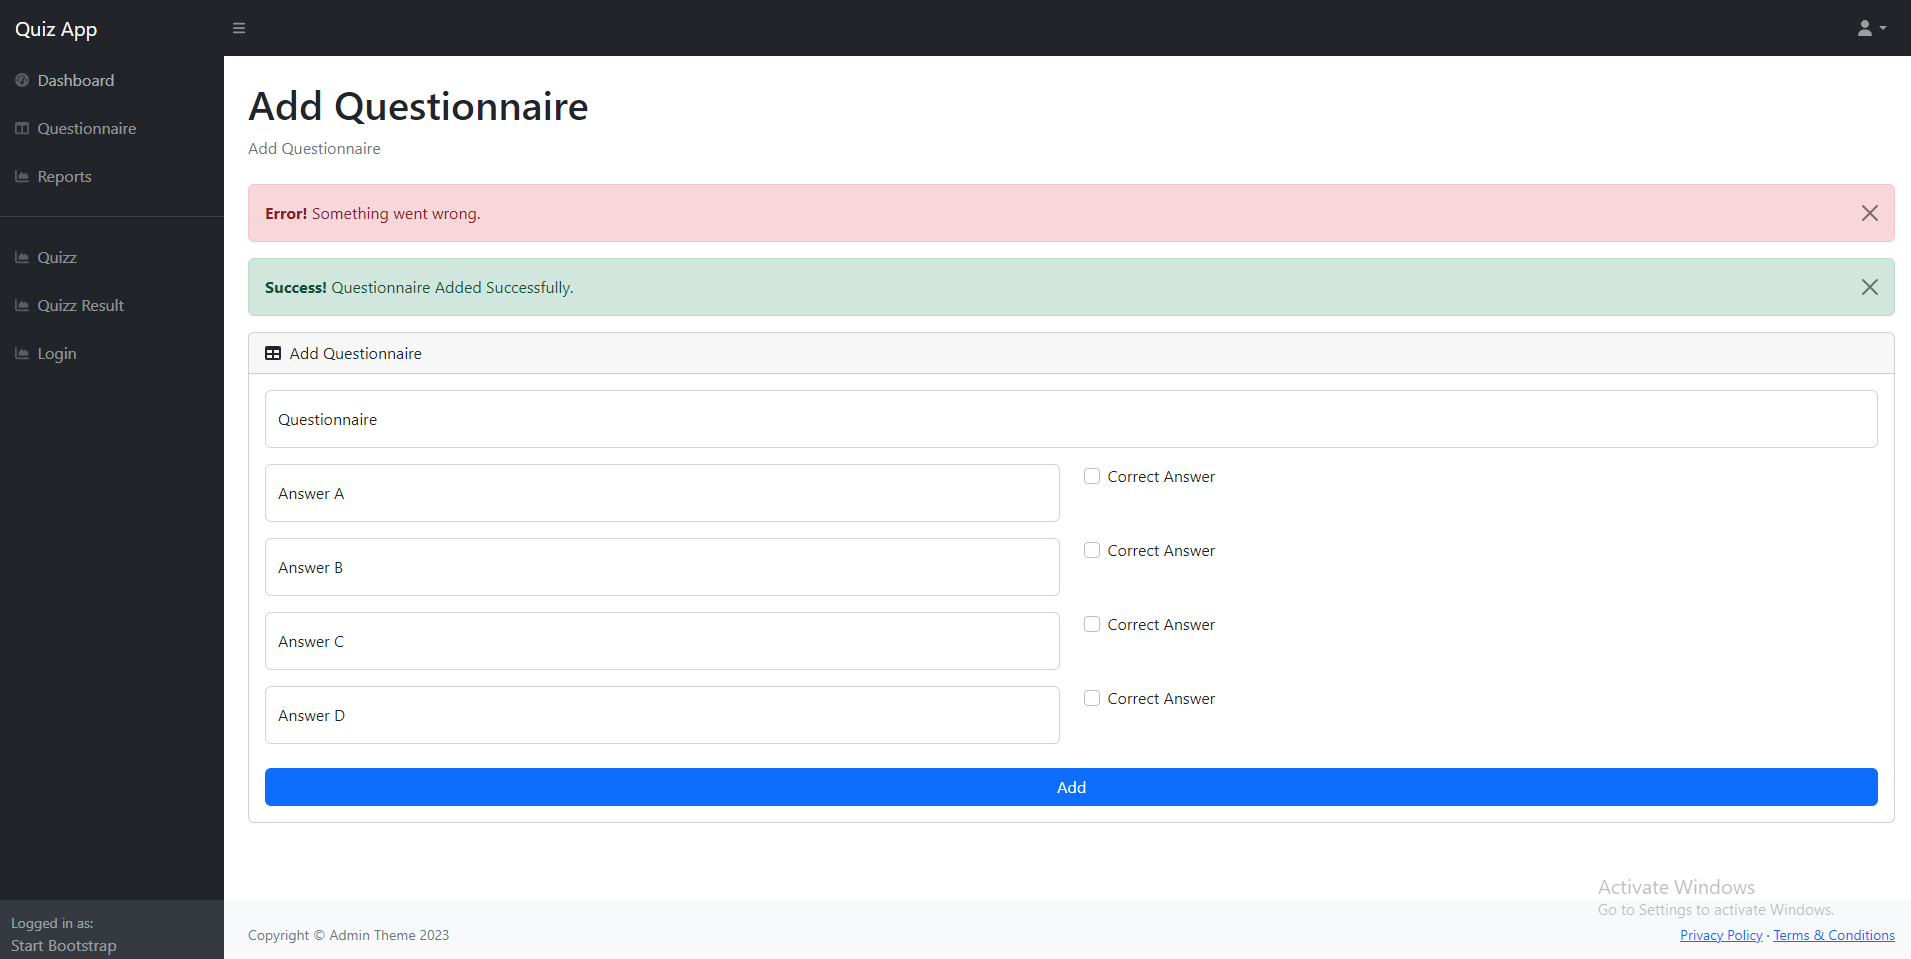 Quiz App
Dashboard
Questionnaire
Reports
Quizz
Quizz Result
Login
Logged in as:
Start Bootstrap
Add Questionnaire
Add Questionnaire
Error! Something went wrong.
Success! Questionnaire Added Successfully.
Add Questionnaire
Questionnaire
Answer A
Correct Answer
Answer B
Correct Answer
Answer C
Correct Answer
Answer D
Correct Answer
Add
Activate Windows
Go to Settings to activate Windows.
Copyright © Admin Theme 2023
Privacy Policy · Terms & Conditions